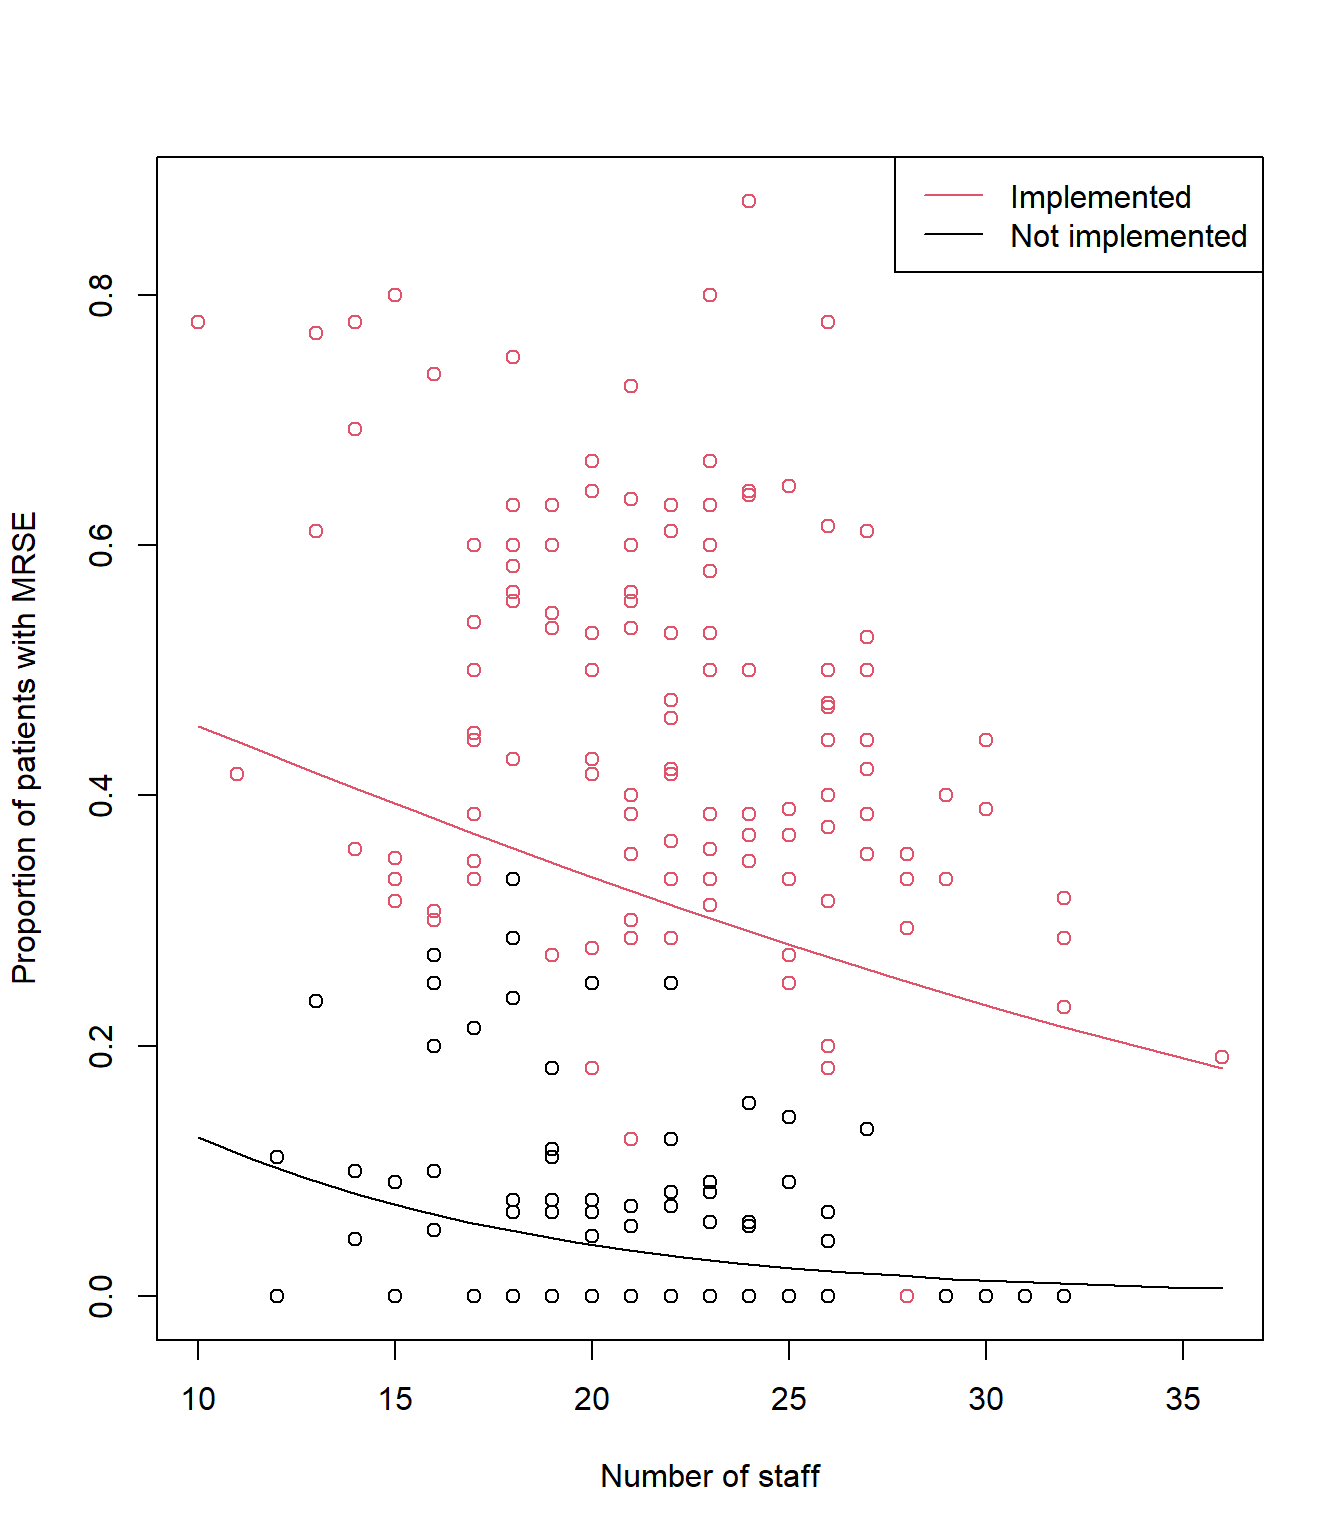 Implemented
Not implemented
Proportion of patients with MRSE
0.8
0.6
0.4
0.2
0.0
10 15 20 25 30 35
Number of staff